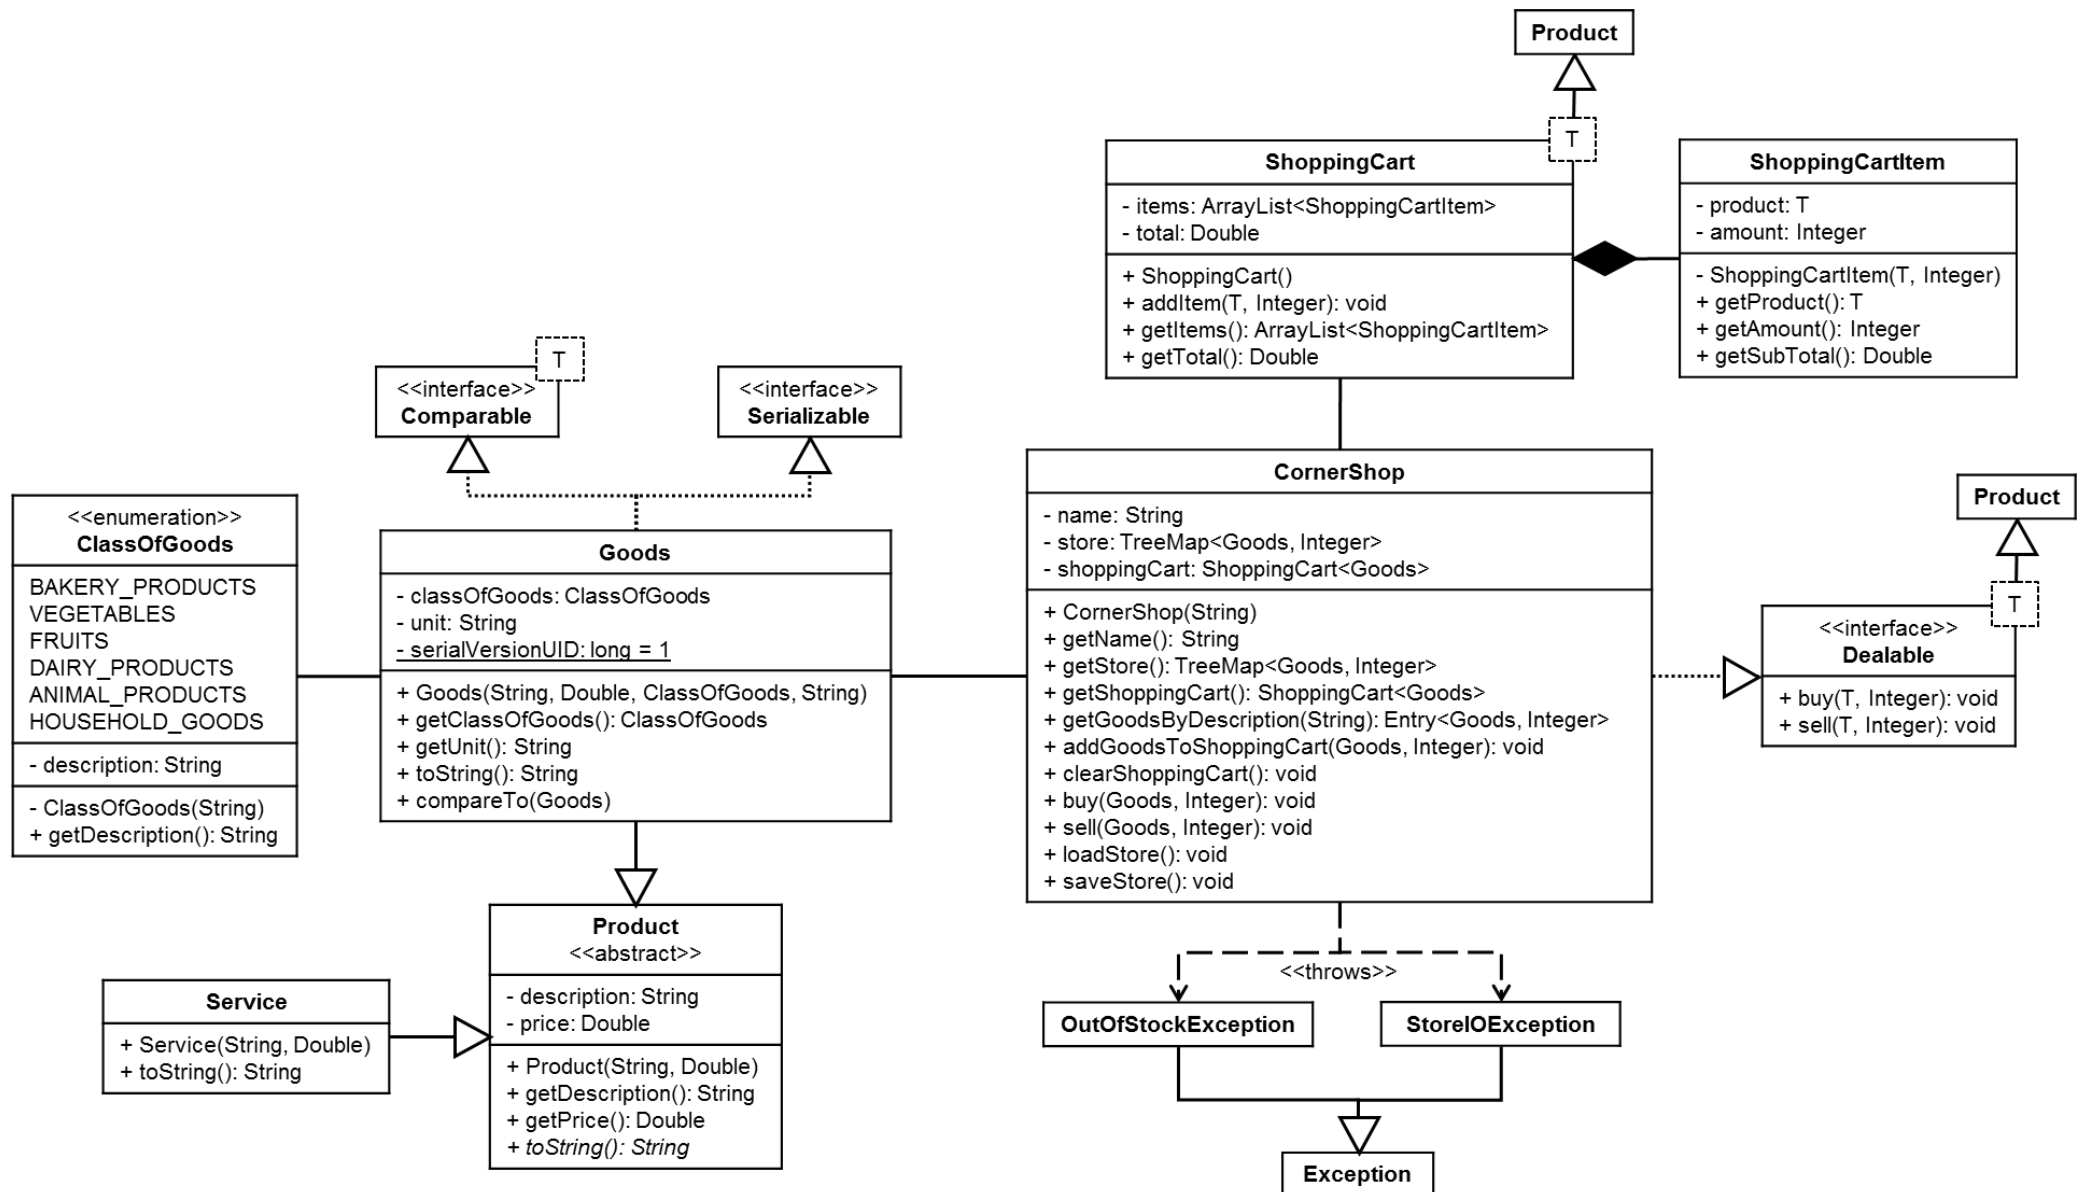 Product
T
ShoppingCart
- items: ArrayList<ShoppingCartItem>
- total: Double
+ ShoppingCart()
+ addItem(T, Integer): void
+ getItems(): ArrayList<ShoppingCartItem>
+ getTotal(): Double
ShoppingCartItem
- product: T
- amount: Integer
- ShoppingCartItem(T, Integer)
+ getProduct(): T
+ getAmount(): Integer
+ getSubTotal(): Double
T
<<interface>>
Comparable
<<interface>>
Serializable
<<enumeration>>
ClassOfGoods
BAKERY_PRODUCTS
VEGETABLES
FRUITS
DAIRY_PRODUCTS
ANIMAL_PRODUCTS
HOUSEHOLD_GOODS
- description: String
- ClassOfGoods(String)
+ getDescription(): String
Goods
- classOfGoods: ClassOfGoods
- unit: String
- serialVersionUID: long = 1
+ Goods(String, Double, ClassOfGoods, String)
+ getClassOfGoods(): ClassOfGoods
+ getUnit(): String
+ toString(): String
+ compareTo(Goods)
CornerShop
- name: String
- store: TreeMap<Goods, Integer>
- shoppingCart: ShoppingCart<Goods>
+ CornerShop(String)
+ getName(): String
+ getStore(): TreeMap<Goods, Integer>
+ getShoppingCart(): ShoppingCart<Goods>
+ getGoodsByDescription(String): Entry<Goods, Integer>
+ addGoodsToShoppingCart(Goods, Integer): void
+ clearShoppingCart(): void
+ buy(Goods, Integer): void
+ sell(Goods, Integer): void
+ loadStore(): void
+ saveStore(): void
Product
T
<<interface>>
Dealable
+ buy(T, Integer): void
+ sell(T, Integer): void
Service
+ Service(String, Double)
+ toString(): String
Product
<<abstract>>
- description: String
- price: Double
+ Product(String, Double)
+ getDescription(): String
+ getPrice(): Double
+ toString(): String
<<throws>>
OutOfStockException
StoreIOException
Exception